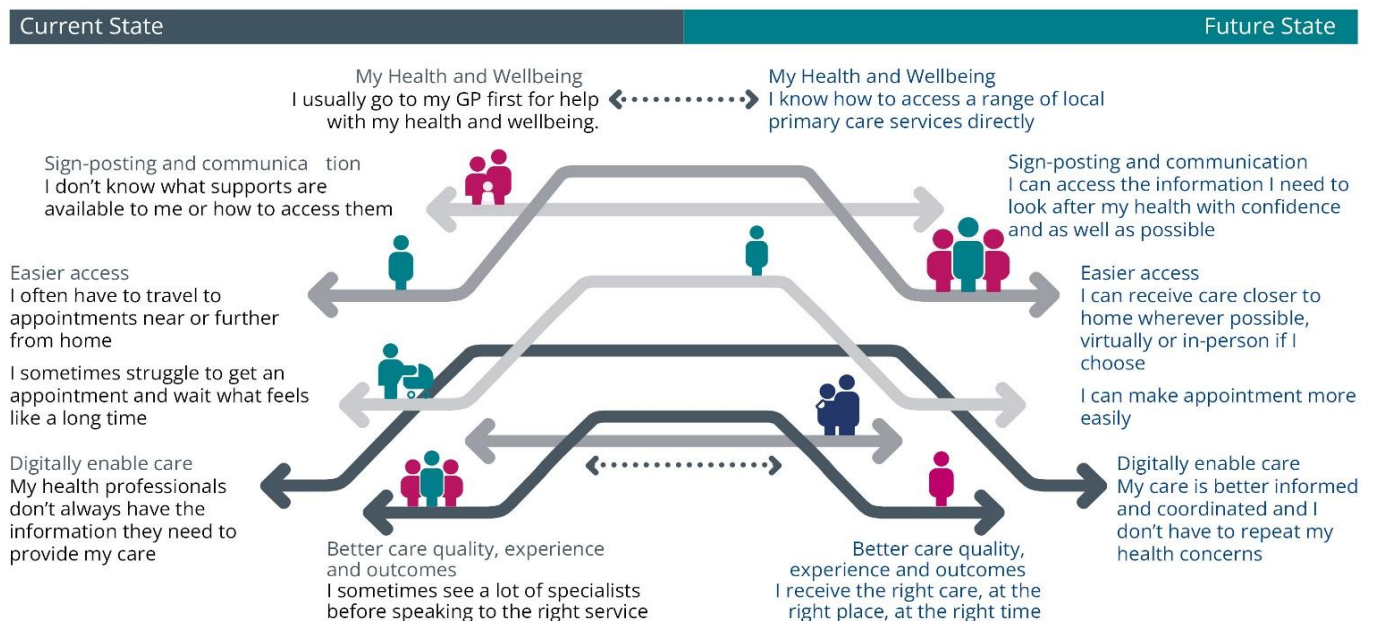 Current State
Future State
My Health and Wellbeing
I usually go to my GP first for help
with my health and wellbeing.
My Health and Wellbeing
I know how to access a range of local
primary care services directly
Sign-posting and communica tion
I don't know what supports are
available to me or how to access them
Sign-posting and communication
I can access the information I need to
look after my health with confidence
and as well as possible
Easier access
I often have to travel to
appointments near or further
from home
I sometimes struggle to get an
appointment and wait what feels
like a long time
Easier access
I can receive care closer to
home wherever possible,
virtually or in-person if I
choose
I can make appointment more
easily
Digitally enable care
My health professionals
don't always have the
information they need to
provide my care
Digitally enable care
My care is better informed
and coordinated and I
don't have to repeat my
health concerns
Better care quality, experience
and outcomes
I sometimes see a lot of specialists
before speaking to the right service
Better care quality,
experience and outcomes
I receive the right care, at the
right place, at the right time